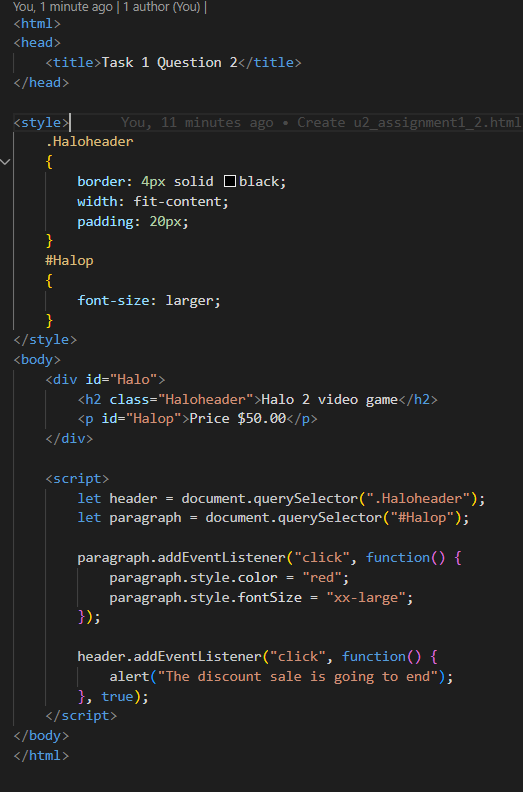 You, 1 minute ago | 1 author (You) |
<html>
<head>
    <title>Task 1 Question 2</title>
</head>

<style>      You, 11 minutes ago • Create u2_assignment1_2.html
    .Haloheader
    {
        border: 4px solid black;
        width: fit-content;
        padding: 20px;
    }
    #Halop
    {
        font-size: larger;
    }
</style>
<body>
    <div id="Halo">
        <h2 class="Haloheader">Halo 2 video game</h2>
        <p id="Halop">Price $50.00</p>
    </div>

    <script>
        let header = document.querySelector(".Haloheader");
        let paragraph = document.querySelector("#Halop");

        paragraph.addEventListener("click", function() {
            paragraph.style.color = "red";
            paragraph.style.fontSize = "xx-large";
        });

        header.addEventListener("click", function() {
            alert("The discount sale is going to end");
        }, true);
    </script>
</body>
</html>